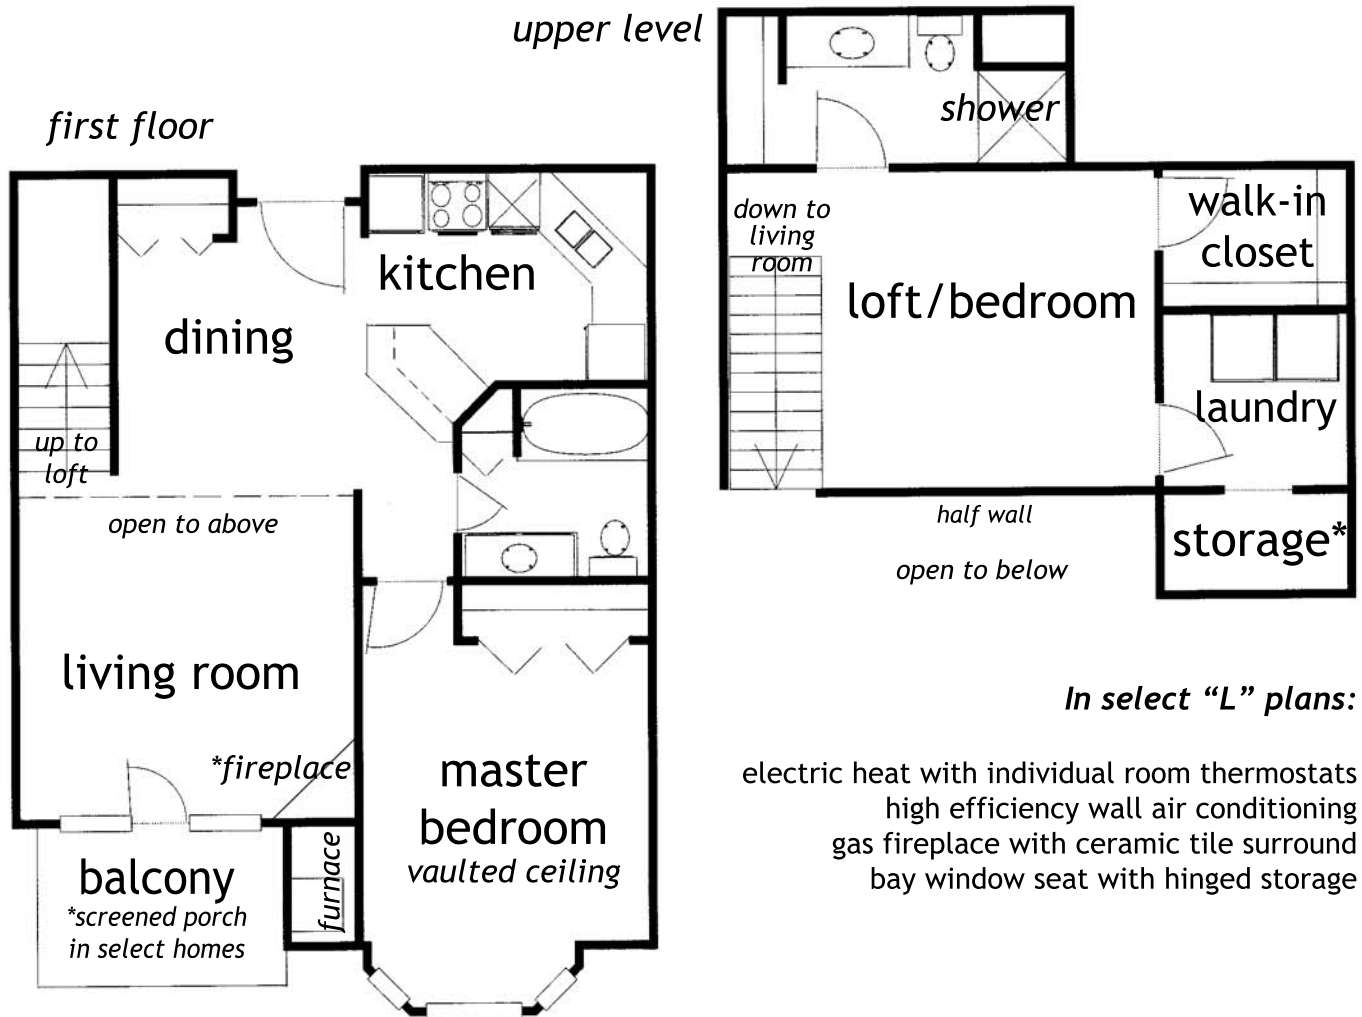 upper level
first floor
shower
down to
living
room
walk-in
closet
kitchen
loft/bedroom
dining
laundry
up to
loft
open to above
half wall
storage*
open to below
living room
In select “L” plans:
*fireplace
master
bedroom
vaulted ceiling
electric heat with individual room thermostats
high efficiency wall air conditioning
gas fireplace with ceramic tile surround
bay window seat with hinged storage
furnace
balcony
*screened porch
in select homes